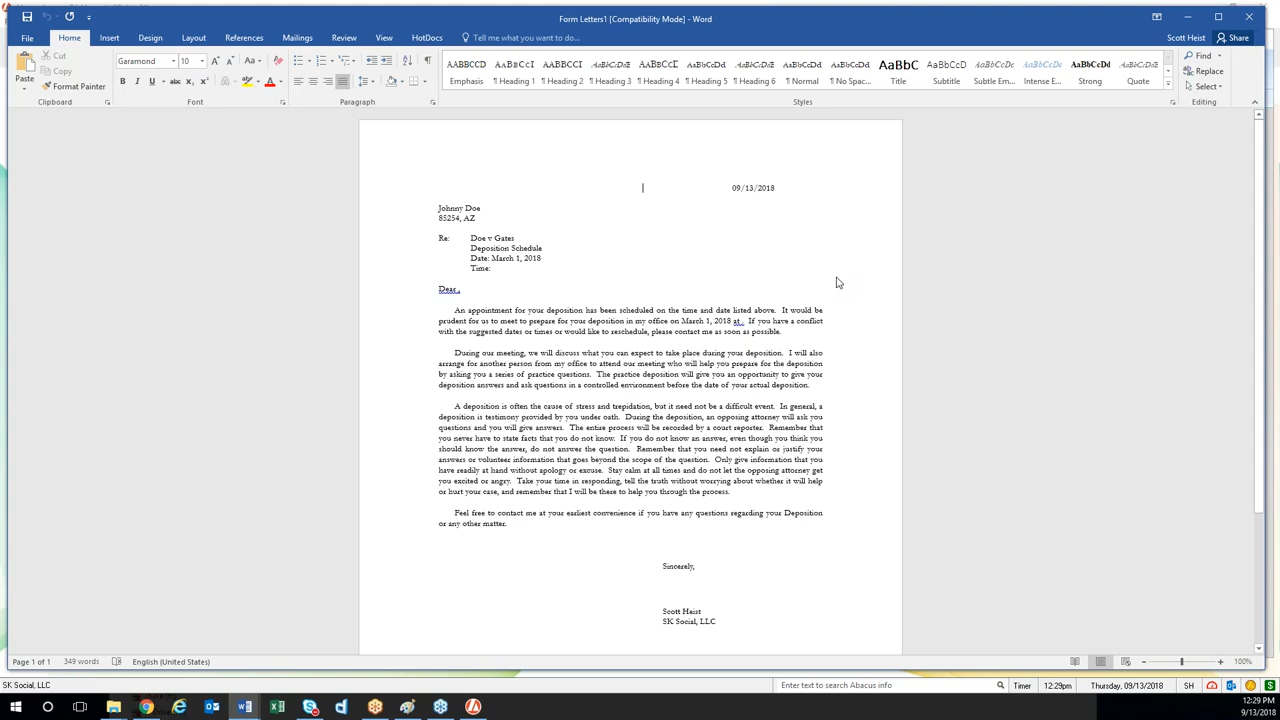 Form Letters1 [Compatibility Mode] - Word
File Home Insert Design Layout References Mailings Review View HotDocs Tell me what you want to do... Scott Heist Share
Paste Cut Copy Format Painter
Garamond 10
Emphasis ¶ Heading 1 ¶ Heading 2 ¶ Heading 3 ¶ Heading 4 ¶ Heading 5 ¶ Heading 6 ¶ Normal ¶ No Spac... Title Subtitle Subtle Em... Intense E... Strong Quote
Find Replace Select
Clipboard Font Paragraph Styles Editing
09/13/2018
Johnny Doe
85254, AZ
Re: Doe v Gates
Deposition Schedule
Date: March 1, 2018
Time:
Dear ,
An appointment for your deposition has been scheduled on the time and date listed above. It would be
prudent for us to meet to prepare for your deposition in my office on March 1, 2018 at . If you have a conflict
with the suggested dates or times or would like to reschedule, please contact me as soon as possible.
During our meeting, we will discuss what you can expect to take place during your deposition. I will also
arrange for another person from my office to attend our meeting who will help you prepare for the deposition
by asking you a series of practice questions. The practice deposition will give you an opportunity to give your
deposition answers and ask questions in a controlled environment before the date of your actual deposition.
A deposition is often the cause of stress and trepidation, but it need not be a difficult event. In general, a
deposition is testimony provided by you under oath. During the deposition, an opposing attorney will ask you
questions and you will give answers. The entire process will be recorded by a court reporter. Remember that
you never have to state facts that you do not know. If you do not know an answer, even though you think you
should know the answer, do not answer the question. Remember that you need not explain or justify your
answers or volunteer information that goes beyond the scope of the question. Only give information that you
have readily at hand without apology or excuse. Stay calm at all times and do not let the opposing attorney get
you excited or angry. Take your time in responding, tell the truth without worrying about whether it will help
or hurt your case, and remember that I will be there to help you through the process.
Feel free to contact me at your earliest convenience if you have any questions regarding your Deposition
or any other matter.
Sincerely,
Scott Heist
SK Social, LLC
Page 1 of 1 349 words English (United States) 100%
SK Social, LLC Enter text to search Abacus info Timer 12:29pm Thursday, 09/13/2018 SH
12:29 PM
9/13/2018